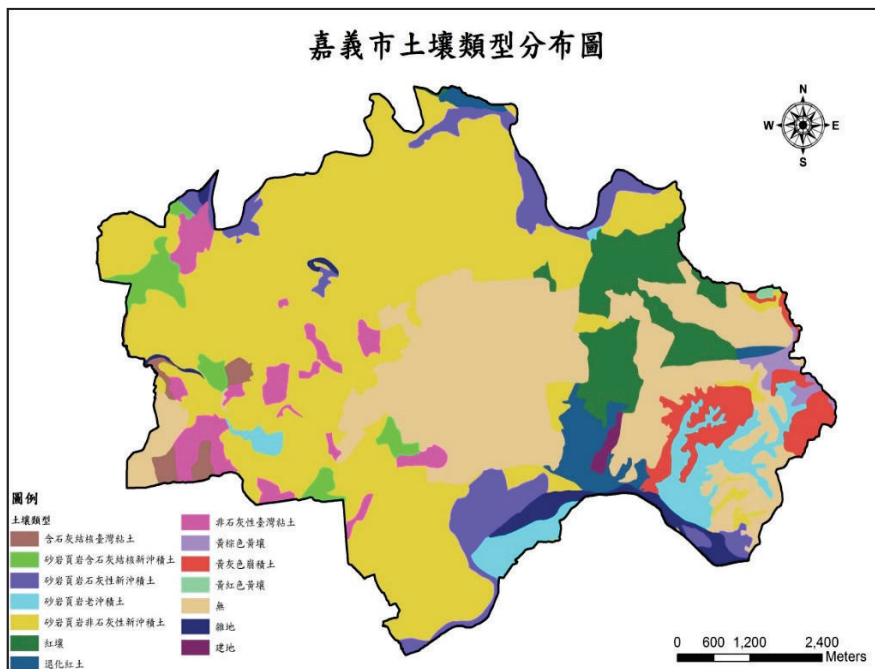 嘉義市土壤類型分布圖
N
W
E
S
圖例
土壤類型
含石灰結核臺灣粘土
砂岩頁岩含石灰結核新沖積土
砂岩頁岩石灰性新沖積土
砂岩頁岩老沖積土
砂岩頁岩非石灰性新沖積土
紅壤
退化紅土
非石灰性臺灣粘土
黃棕色黃壤
黃灰色崩積土
黃紅色黃壤
無
雜地
建地
0 600 1,200 2,400
Meters